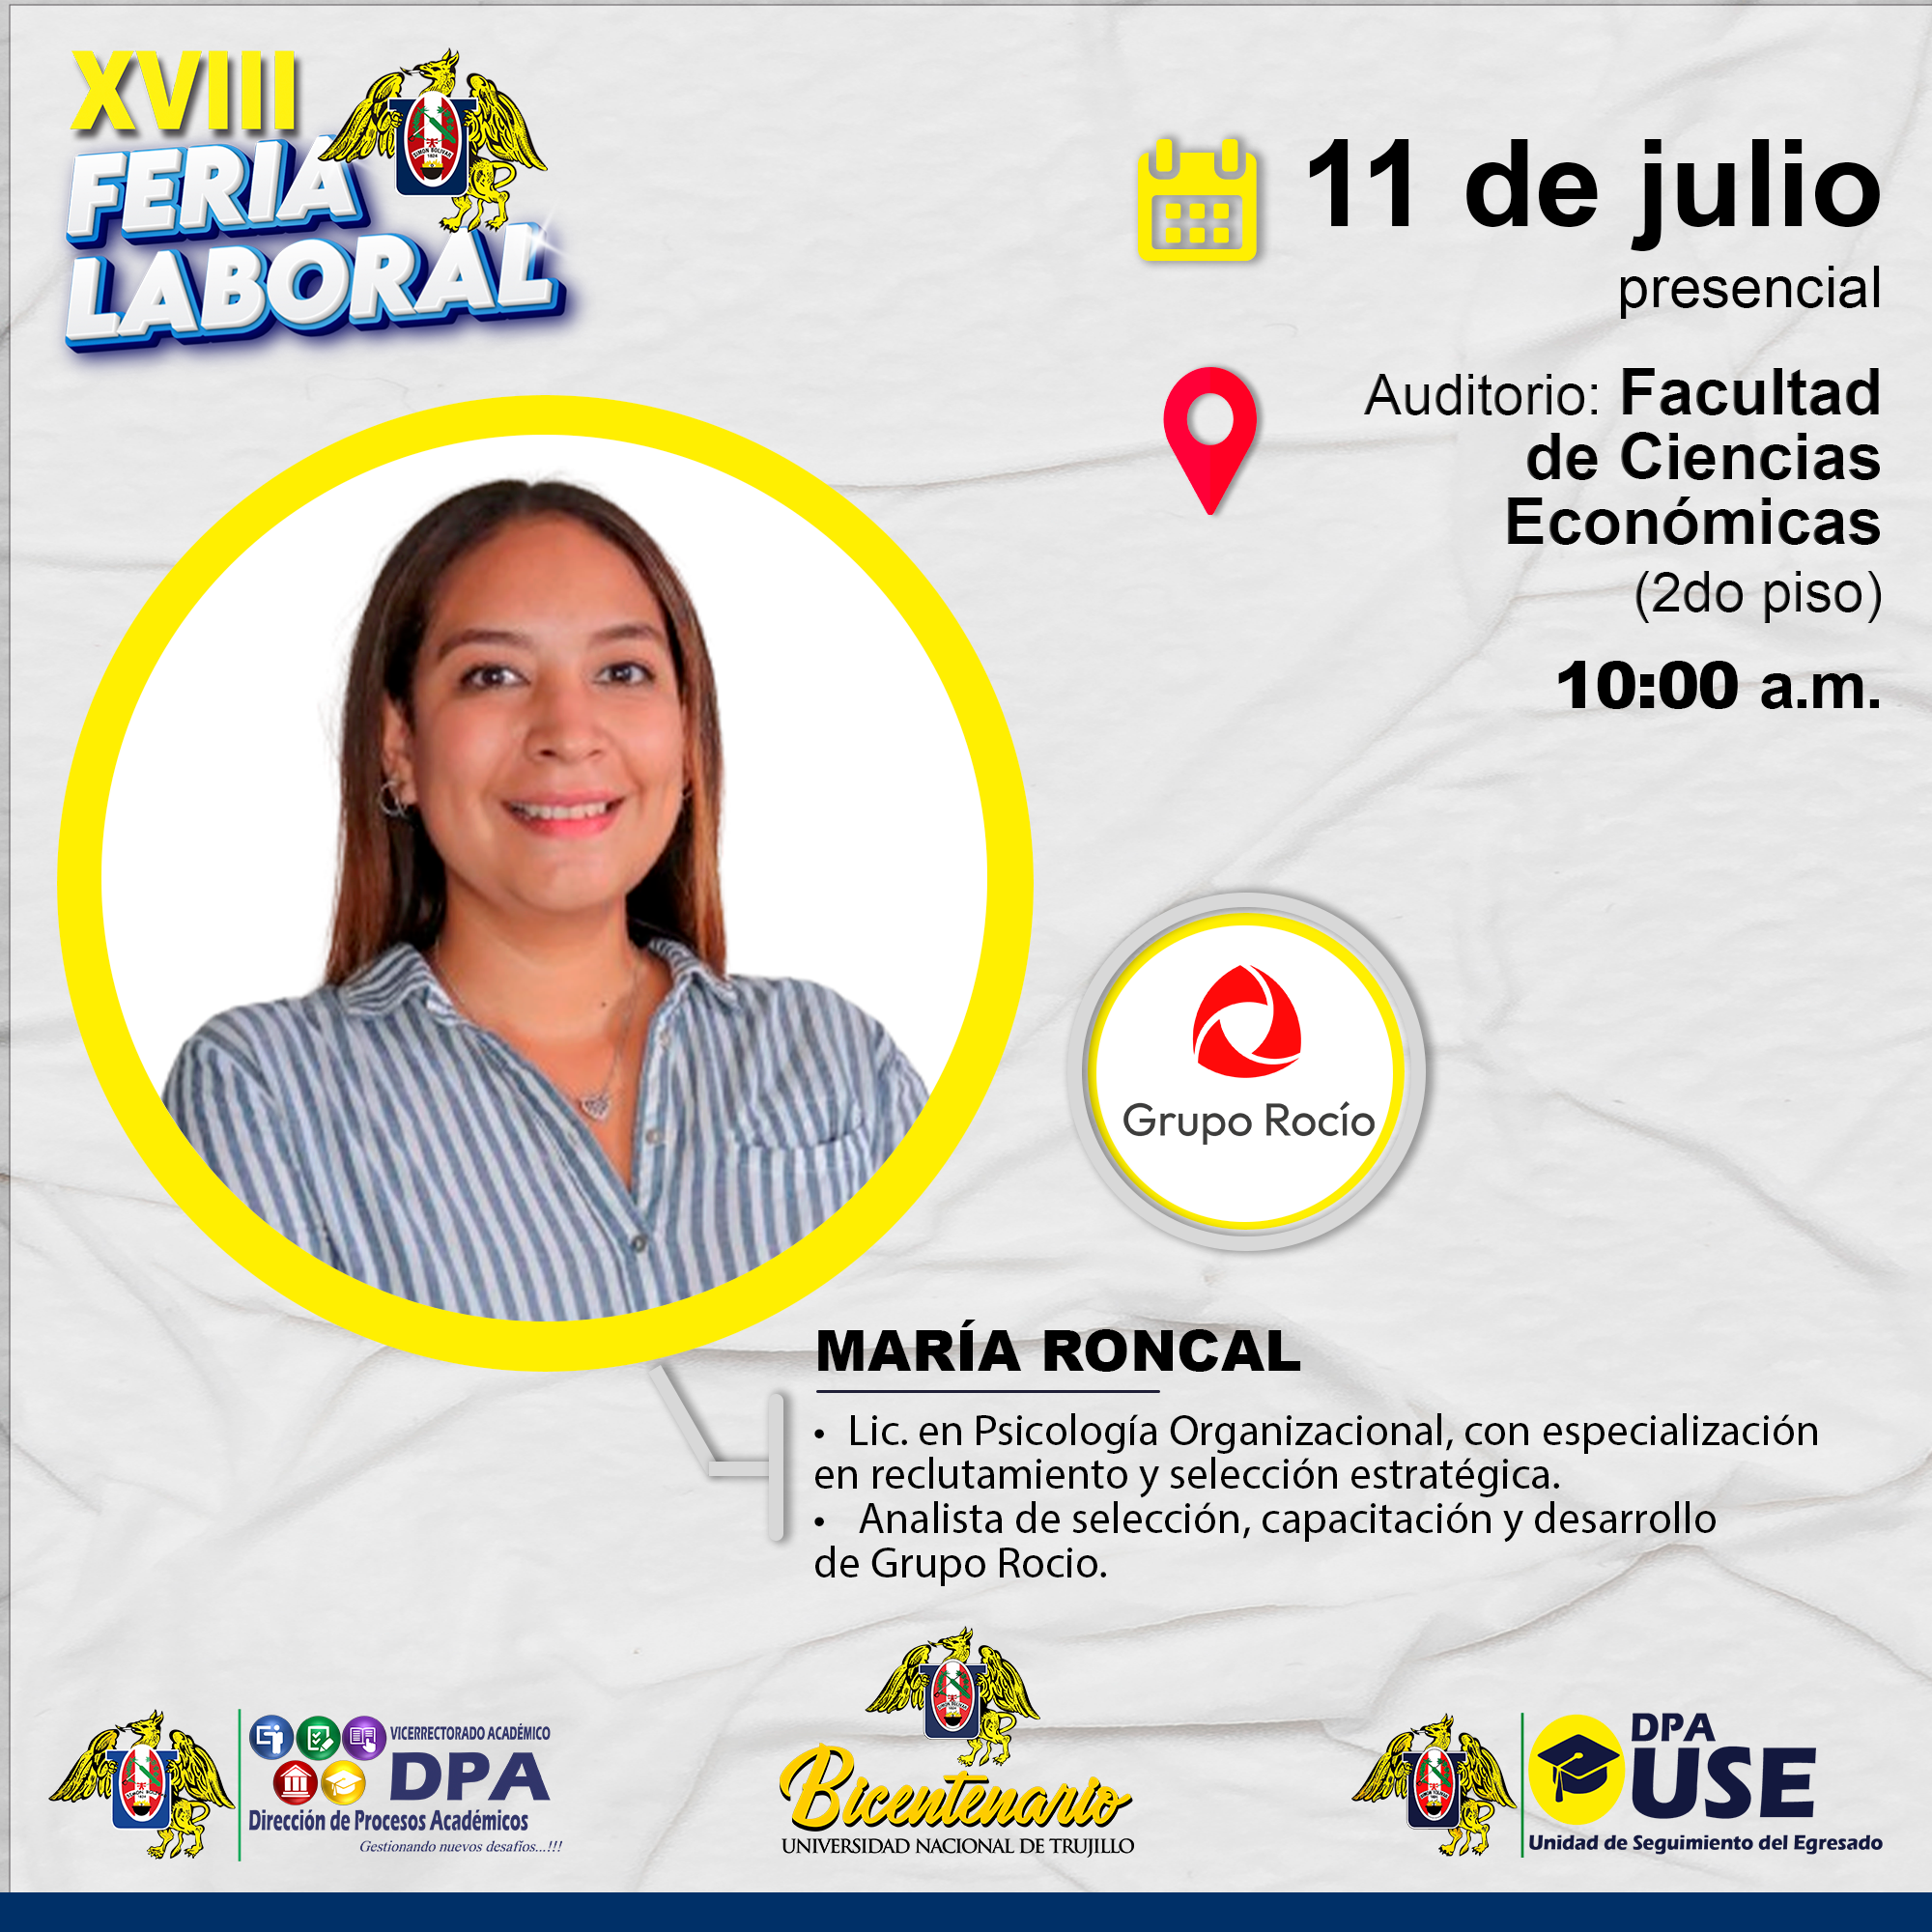 XVIII
FERIA
LABORAL
SIMON BOLIVAR
1824
11 de julio
presencial
Auditorio: Facultad
de Ciencias
Económicas
(2do piso)
10:00 a.m.
Grupo Rocío
MARÍA RONCAL
• Lic. en Psicología Organizacional, con especialización
en reclutamiento y selección estratégica.
• Analista de selección, capacitación y desarrollo
de Grupo Rocio.
VICERRECTORADO ACADÉMICO
DPA
Dirección de Procesos Académicos
Gestionando nuevos desafíos...!!!
Bicentenario
UNIVERSIDAD NACIONAL DE TRUJILLO
DPA
USE
Unidad de Seguimiento del Egresado